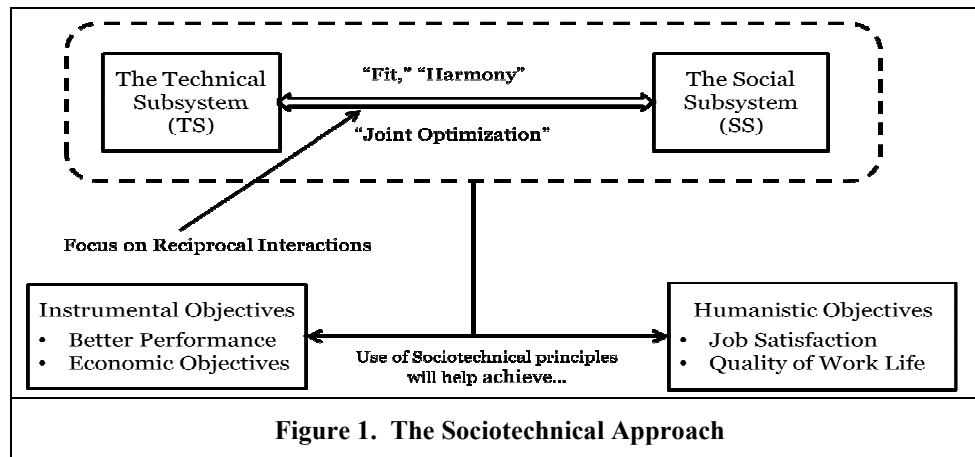 The Technical
Subsystem
(TS)
“Fit,” “Harmony”
“Joint Optimization”
The Social
Subsystem
(SS)
Focus on Reciprocal Interactions
Instrumental Objectives
• Better Performance
• Economic Objectives
Use of Sociotechnical principles
will help achieve...
Humanistic Objectives
• Job Satisfaction
• Quality of Work Life
Figure 1. The Sociotechnical Approach